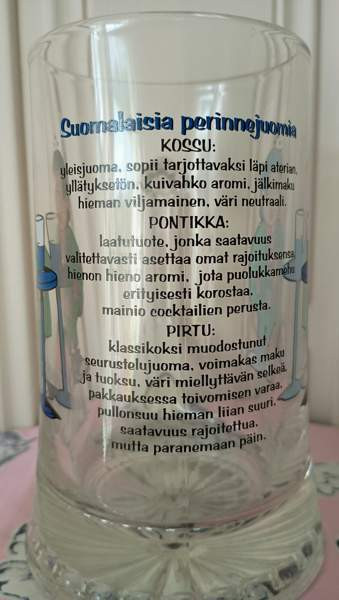 Suomalaisia perinnejuomia
KOSSU:
yleisjuoma, sopii tarjottavaksi läpi aterian,
yllätyksetön, kuivahko aromi, jälkimaku
hieman viljamainen, väri neutraali.
PONTIKKA:
laatutuote, jonka saatavuus
valitettavasti asettaa omat rajoituksensa,
hienon hieno aromi, jota puolukkamehu
erityisesti korostaa,
mainio cocktailien perusta.
PIRTU:
klassikoksi muodostunut
seurustelujuoma, voimakas maku
ja tuoksu, väri miellyttävän selkeä,
pakkauksessa toivomisen varaa,
pullonsuu hieman liian suuri,
saatavuus rajoitettua,
mutta paranemaan päin.